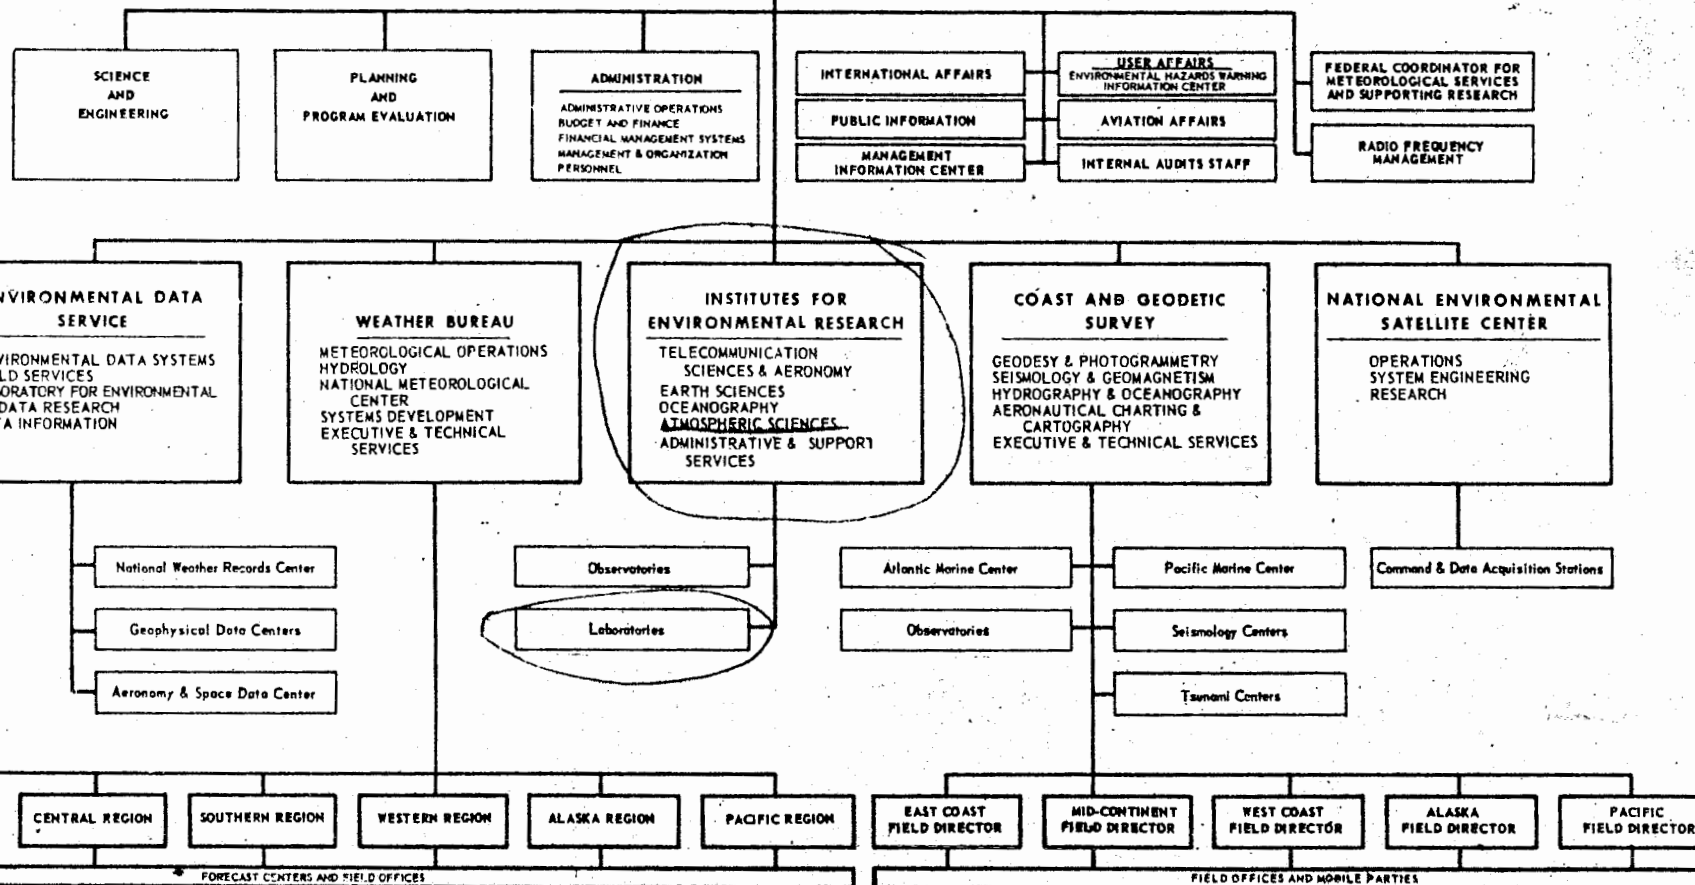 SCIENCE
AND
ENGINEERING
PLANNING
AND
PROGRAM EVALUATION
ADMINISTRATION
ADMINISTRATIVE OPERATIONS
BUDGET AND FINANCE
FINANCIAL MANAGEMENT SYSTEMS
MANAGEMENT & ORGANIZATION
PERSONNEL
INTERNATIONAL AFFAIRS
PUBLIC INFORMATION
MANAGEMENT
INFORMATION CENTER
USER AFFAIRS
ENVIRONMENTAL HAZARDS WARNING
INFORMATION CENTER
AVIATION AFFAIRS
INTERNAL AUDITS STAFF
FEDERAL COORDINATOR FOR
METEOROLOGICAL SERVICES
AND SUPPORTING RESEARCH
RADIO FREQUENCY
MANAGEMENT
NVIRONMENTAL DATA
SERVICE
VIRONMENTAL DATA SYSTEMS
LD SERVICES
ORATORY FOR ENVIRONMENTAL
DATA RESEARCH
A INFORMATION
WEATHER BUREAU
METEOROLOGICAL OPERATIONS
HYDROLOGY
NATIONAL METEOROLOGICAL
CENTER
SYSTEMS DEVELOPMENT
EXECUTIVE & TECHNICAL
SERVICES
INSTITUTES FOR
ENVIRONMENTAL RESEARCH
TELECOMMUNICATION
SCIENCES & AERONOMY
EARTH SCIENCES
OCEANOGRAPHY
ATMOSPHERIC SCIENCES
ADMINISTRATIVE & SUPPORT
SERVICES
COAST AND GEODETIC
SURVEY
GEODESY & PHOTOGRAMMETRY
SEISMOLOGY & GEOMAGNETISM
HYDROGRAPHY & OCEANOGRAPHY
AERONAUTICAL CHARTING &
CARTOGRAPHY
EXECUTIVE & TECHNICAL SERVICES
NATIONAL ENVIRONMENTAL
SATELLITE CENTER
OPERATIONS
SYSTEM ENGINEERING
RESEARCH
National Weather Records Center
Geophysical Data Centers
Aeronomy & Space Data Center
Observatories
Laboratories
Atlantic Marine Center
Observatories
Pacific Marine Center
Seismology Centers
Tsunami Centers
Command & Data Acquisition Stations
CENTRAL REGION
SOUTHERN REGION
WESTERN REGION
ALASKA REGION
PACIFIC REGION
EAST COAST
FIELD DIRECTOR
MID-CONTINENT
FIELD DIRECTOR
WEST COAST
FIELD DIRECTOR
ALASKA
FIELD DIRECTOR
PACIFIC
FIELD DIRECTOR
FORECAST CENTERS AND FIELD OFFICES
FIELD OFFICES AND MOBILE PARTIES